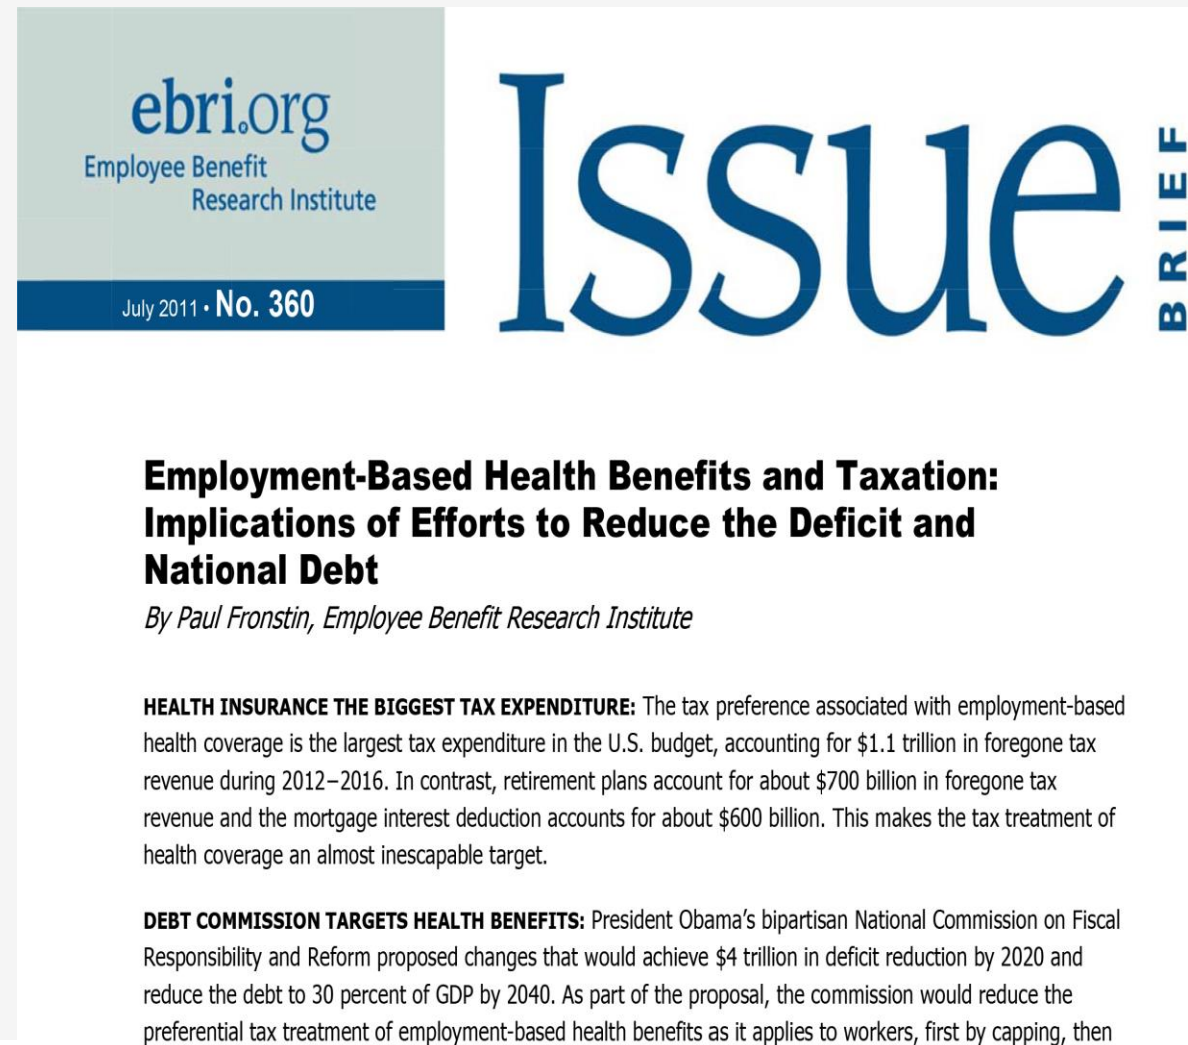 ebri.org
Employee Benefit
Research Institute
July 2011 • No. 360
Issue
BRIEF
Employment-Based Health Benefits and Taxation:
Implications of Efforts to Reduce the Deficit and
National Debt
By Paul Fronstin, Employee Benefit Research Institute
HEALTH INSURANCE THE BIGGEST TAX EXPENDITURE: The tax preference associated with employment-based
health coverage is the largest tax expenditure in the U.S. budget, accounting for $1.1 trillion in foregone tax
revenue during 2012–2016. In contrast, retirement plans account for about $700 billion in foregone tax
revenue and the mortgage interest deduction accounts for about $600 billion. This makes the tax treatment of
health coverage an almost inescapable target.
DEBT COMMISSION TARGETS HEALTH BENEFITS: President Obama’s bipartisan National Commission on Fiscal
Responsibility and Reform proposed changes that would achieve $4 trillion in deficit reduction by 2020 and
reduce the debt to 30 percent of GDP by 2040. As part of the proposal, the commission would reduce the
preferential tax treatment of employment-based health benefits as it applies to workers, first by capping, then